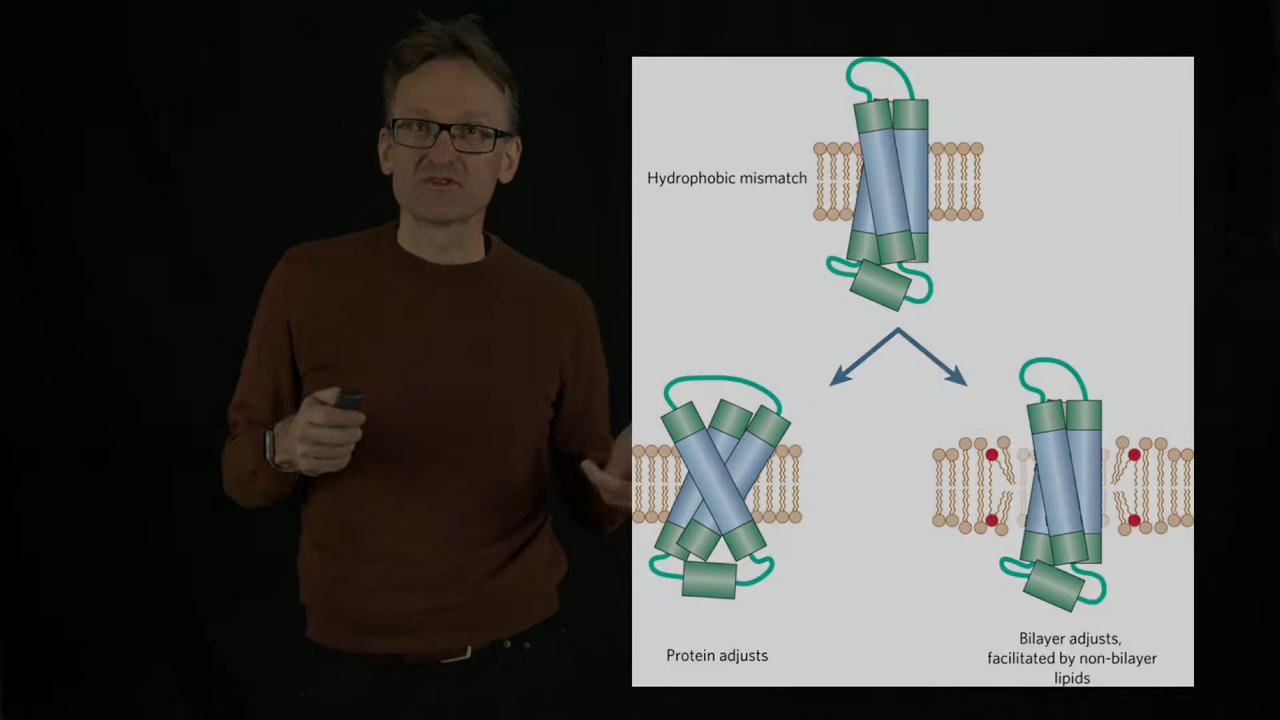 Hydrophobic mismatch
Protein adjusts
Bilayer adjusts,
facilitated by non-bilayer
lipids